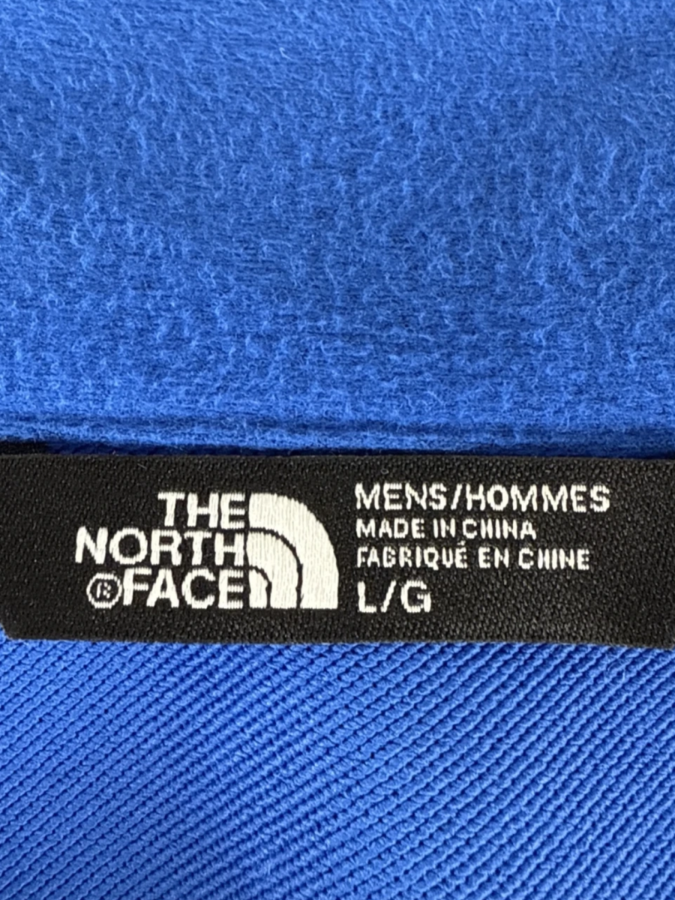 THE
NORTH
®FACE
MENS/HOMMES
MADE IN CHINA
FABRIQUÉ EN CHINE
L/G